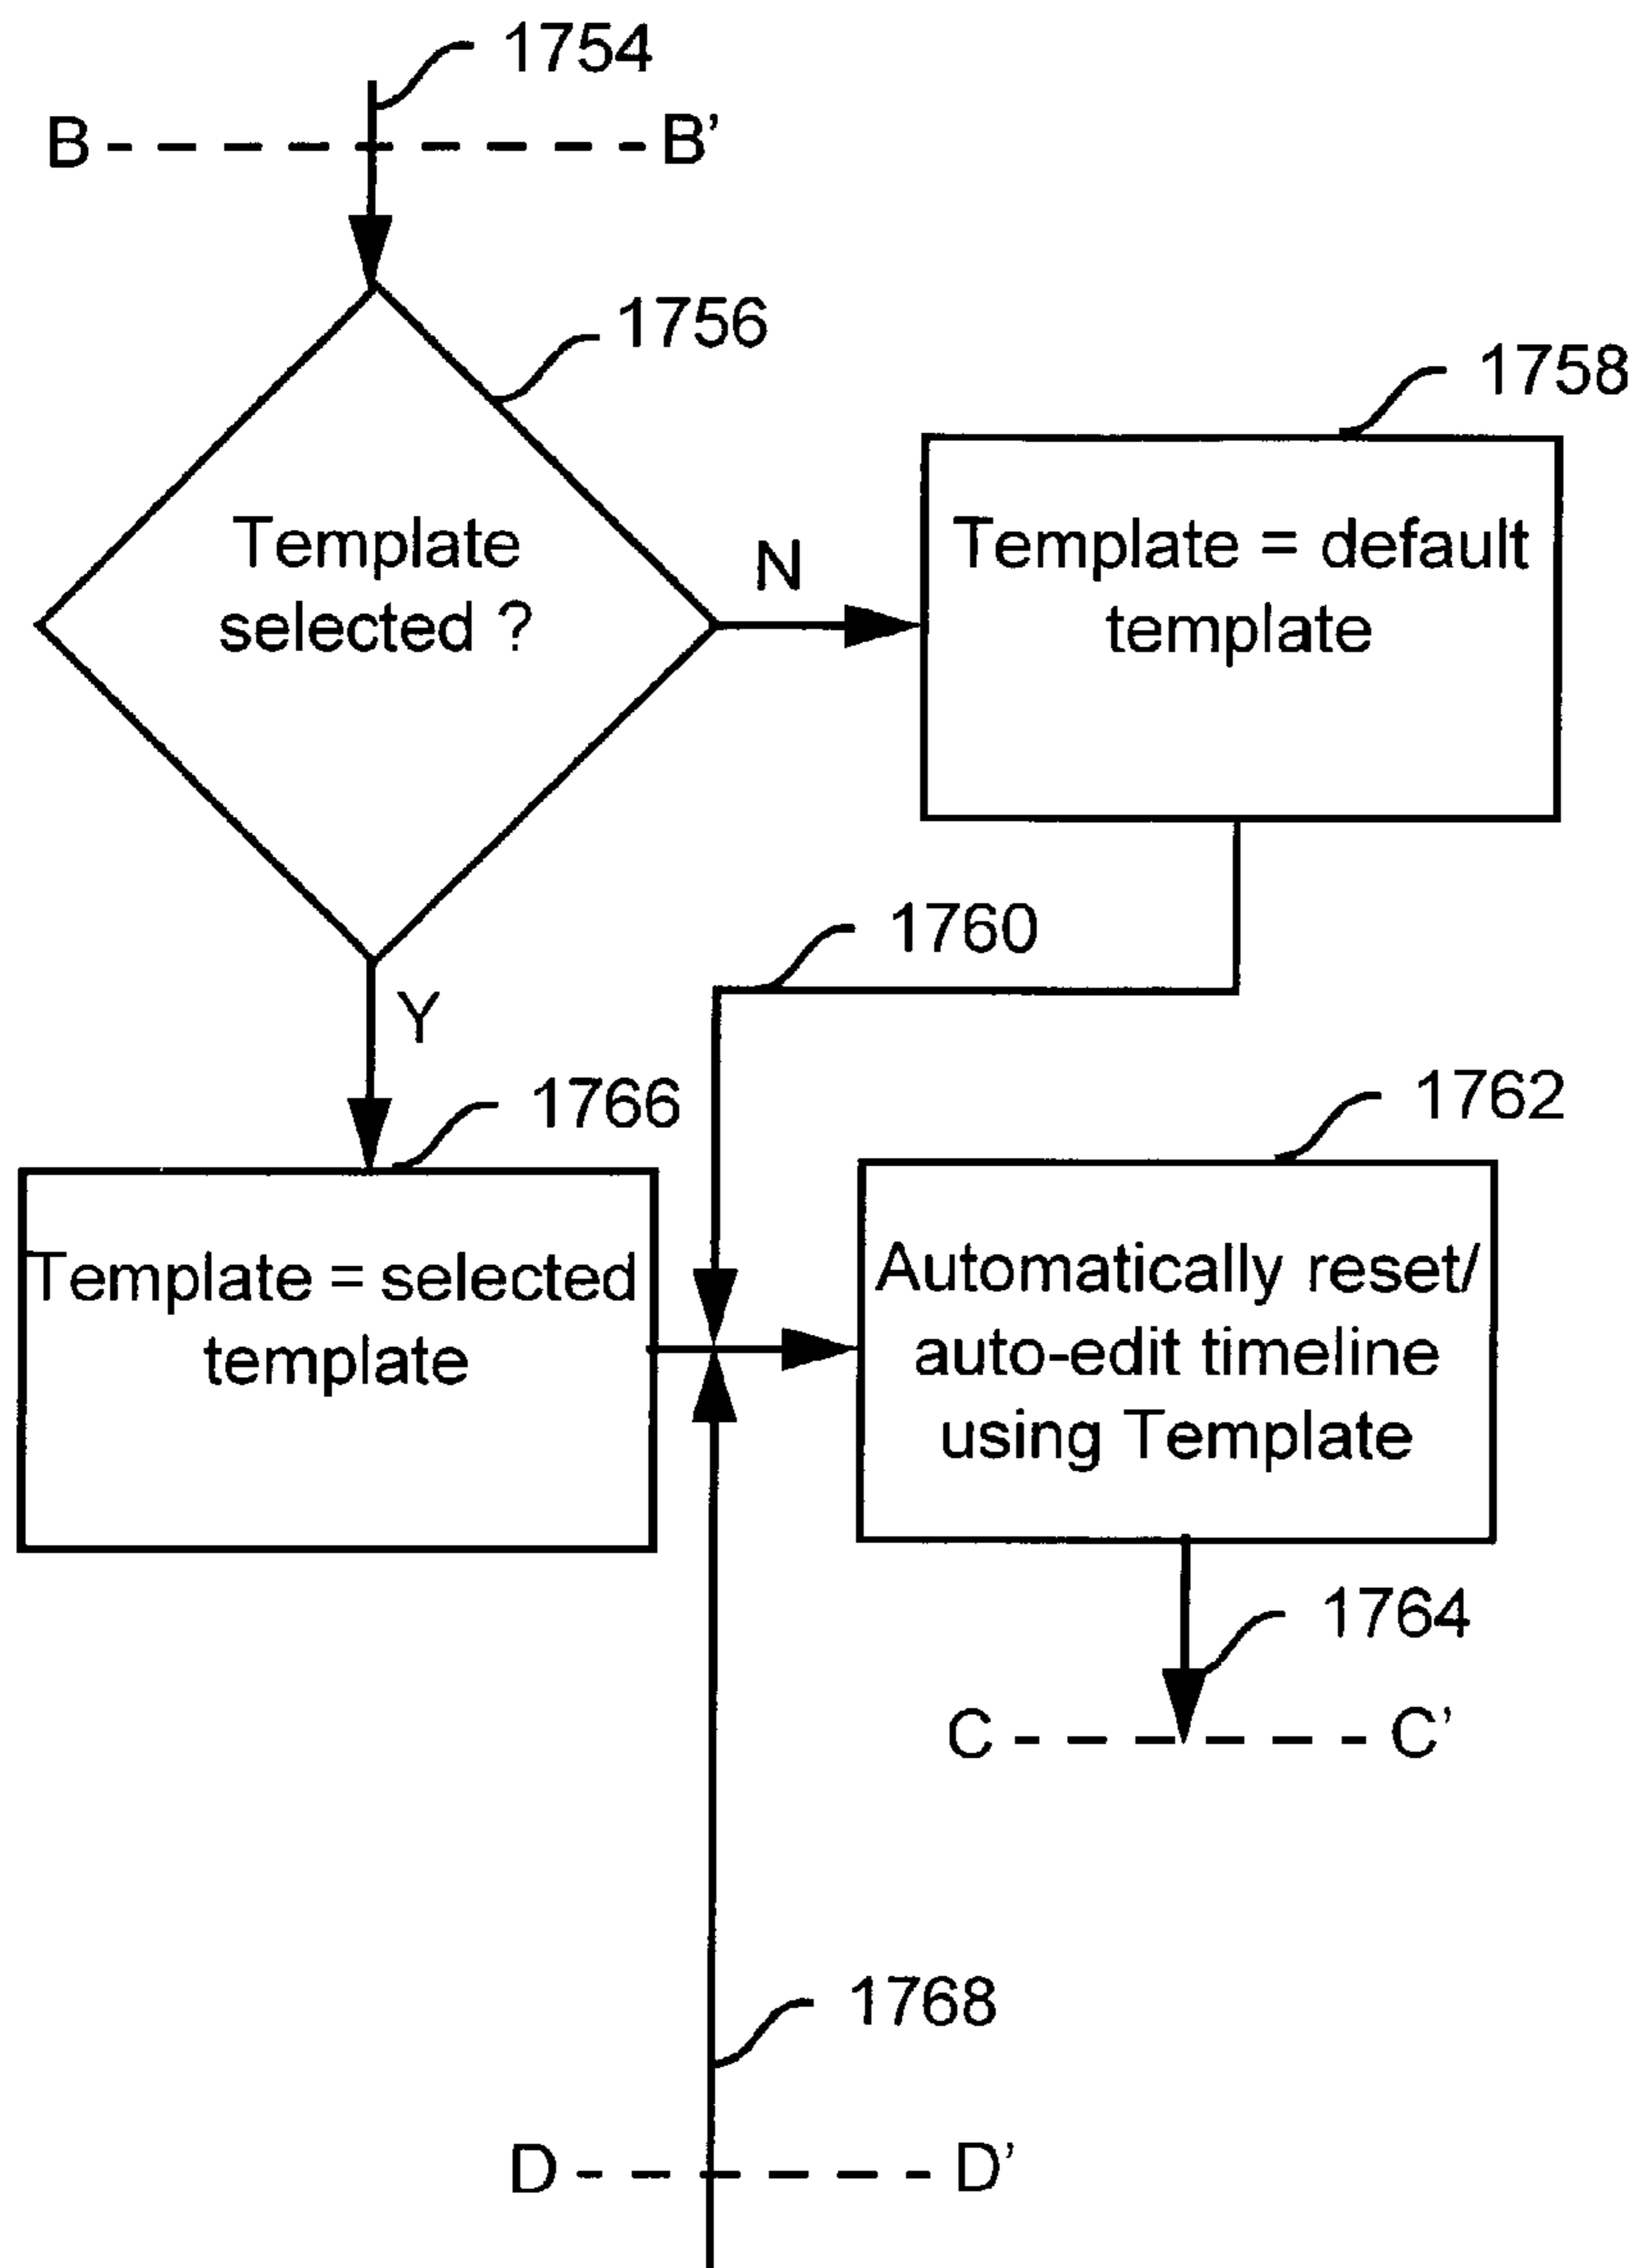 1754
B B’
1756
1758
Template
selected ?
N
Template = default
template
1760
Y
1766
1762
Template = selected
template
Automatically reset/
auto-edit timeline
using Template
1764
C C’
1768
D D’